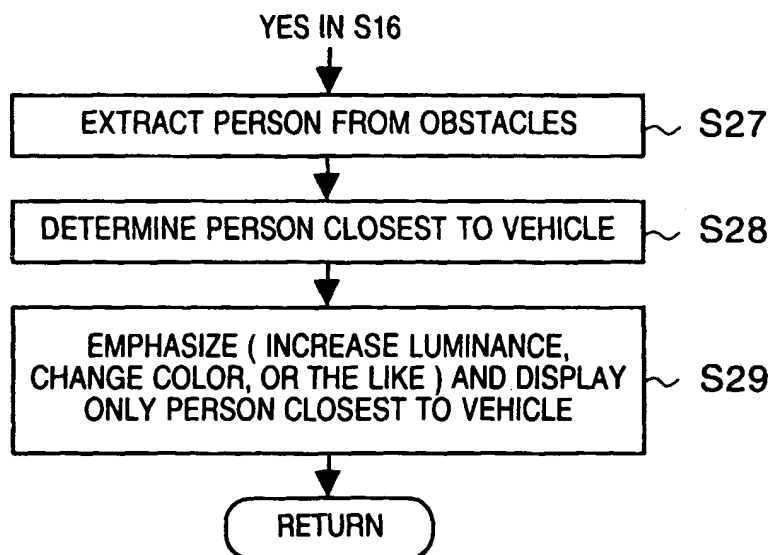 YES IN S16
EXTRACT PERSON FROM OBSTACLES
S27
DETERMINE PERSON CLOSEST TO VEHICLE
S28
EMPHASIZE ( INCREASE LUMINANCE,
CHANGE COLOR, OR THE LIKE ) AND DISPLAY
ONLY PERSON CLOSEST TO VEHICLE
S29
RETURN